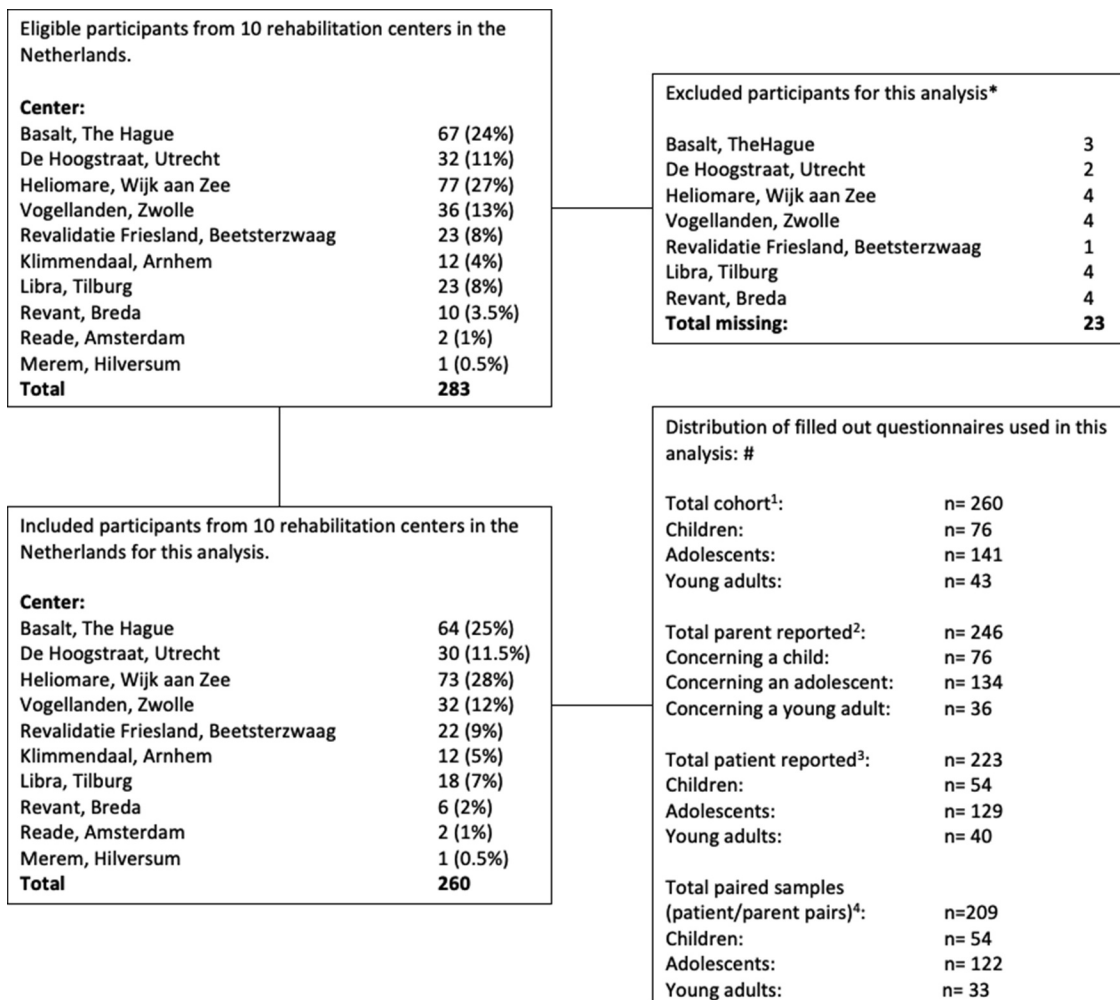 Eligible participants from 10 rehabilitation centers in the
Netherlands.
Center:
Basalt, The Hague 67 (24%)
De Hoogstraat, Utrecht 32 (11%)
Heliomare, Wijk aan Zee 77 (27%)
Vogellanden, Zwolle 36 (13%)
Revalidatie Friesland, Beetsterzwaag 23 (8%)
Klimmendaal, Arnhem 12 (4%)
Libra, Tilburg 23 (8%)
Revant, Breda 10 (3.5%)
Reade, Amsterdam 2 (1%)
Merem, Hilversum 1 (0.5%)
Total 283
Excluded participants for this analysis*
Basalt, TheHague 3
De Hoogstraat, Utrecht 2
Heliomare, Wijk aan Zee 4
Vogellanden, Zwolle 4
Revalidatie Friesland, Beetsterzwaag 1
Libra, Tilburg 4
Revant, Breda 4
Total missing: 23
Included participants from 10 rehabilitation centers in the
Netherlands for this analysis.
Center:
Basalt, The Hague 64 (25%)
De Hoogstraat, Utrecht 30 (11.5%)
Heliomare, Wijk aan Zee 73 (28%)
Vogellanden, Zwolle 32 (12%)
Revalidatie Friesland, Beetsterzwaag 22 (9%)
Klimmendaal, Arnhem 12 (5%)
Libra, Tilburg 18 (7%)
Revant, Breda 6 (2%)
Reade, Amsterdam 2 (1%)
Merem, Hilversum 1 (0.5%)
Total 260
Distribution of filled out questionnaires used in this
analysis: #
Total cohort¹: n= 260
Children: n= 76
Adolescents: n= 141
Young adults: n= 43
Total parent reported²: n= 246
Concerning a child: n= 76
Concerning an adolescent: n= 134
Concerning a young adult: n= 36
Total patient reported³: n= 223
Children: n= 54
Adolescents: n= 129
Young adults: n= 40
Total paired samples
(patient/parent pairs)⁴: n=209
Children: n= 54
Adolescents: n= 122
Young adults: n= 33